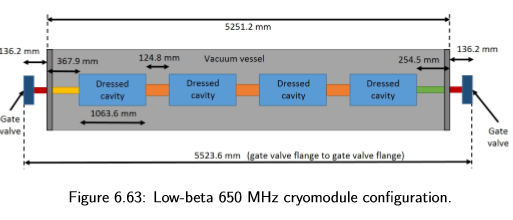 5251.2 mm
136.2 mm
136.2 mm
367.9 mm
124.8 mm
Vacuum vessel
254.5 mm
Dressed
cavity
Dressed
cavity
Dressed
cavity
Dressed
cavity
Gate
valve
1063.6 mm
Gate
valve
5523.6 mm (gate valve flange to gate valve flange)
Figure 6.63: Low-beta 650 MHz cryomodule configuration.